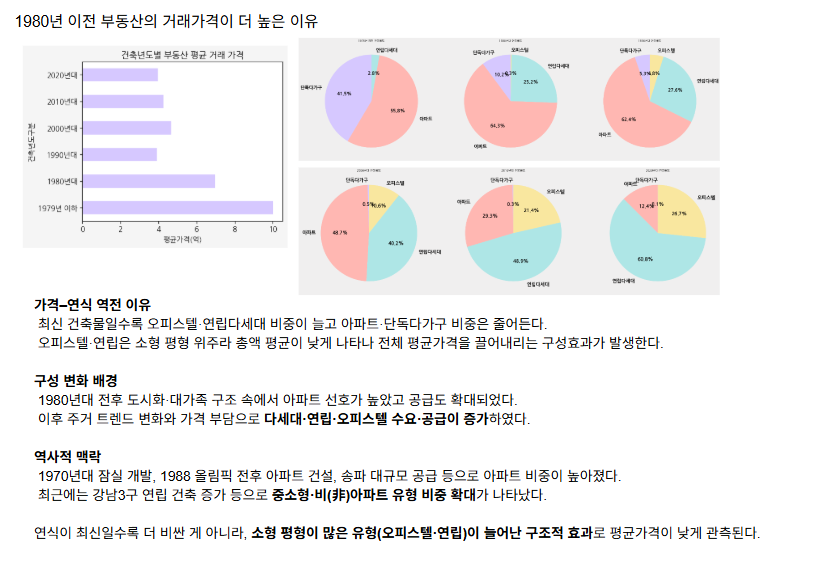 1980년 이전 부동산의 거래가격이 더 높은 이유
건축년도별 부동산 평균 거래 가격
건축년도구분
2020년대
2010년대
2000년대
1990년대
1980년대
1979년 이하
0 2 4 6 8 10
평균가격(억)
연립다세대
2.8%
단독다가구
41.5%
55.8%
아파트
단독다가구
오피스텔
연립다세대
10.2%
25.2%
64.3%
아파트
단독다가구
오피스텔
연립다세대
27.6%
62.4%
아파트
단독다가구
오피스텔
아파트
48.7%
40.2%
연립다세대
단독다가구
오피스텔
아파트
0.3%
21.4%
29.3%
48.9%
연립다세대
단독다가구
아파트
오피스텔
12.4%
26.7%
60.8%
연립다세대
가격–연식 역전 이유
최신 건축물일수록 오피스텔·연립다세대 비중이 늘고 아파트·단독다가구 비중은 줄어든다.
오피스텔·연립은 소형 평형 위주라 총액 평균이 낮게 나타나 전체 평균가격을 끌어내리는 구성효과가 발생한다.
구성 변화 배경
1980년대 전후 도시화·대가족 구조 속에서 아파트 선호가 높았고 공급도 확대되었다.
이후 주거 트렌드 변화와 가격 부담으로 다세대·연립·오피스텔 수요·공급이 증가하였다.
역사적 맥락
1970년대 잠실 개발, 1988 올림픽 전후 아파트 건설, 송파 대규모 공급 등으로 아파트 비중이 높아졌다.
최근에는 강남3구 연립 건축 증가 등으로 중소형·비(非)아파트 유형 비중 확대가 나타났다.
연식이 최신일수록 더 비싼 게 아니라, 소형 평형이 많은 유형(오피스텔·연립)이 늘어난 구조적 효과로 평균가격이 낮게 관측된다.